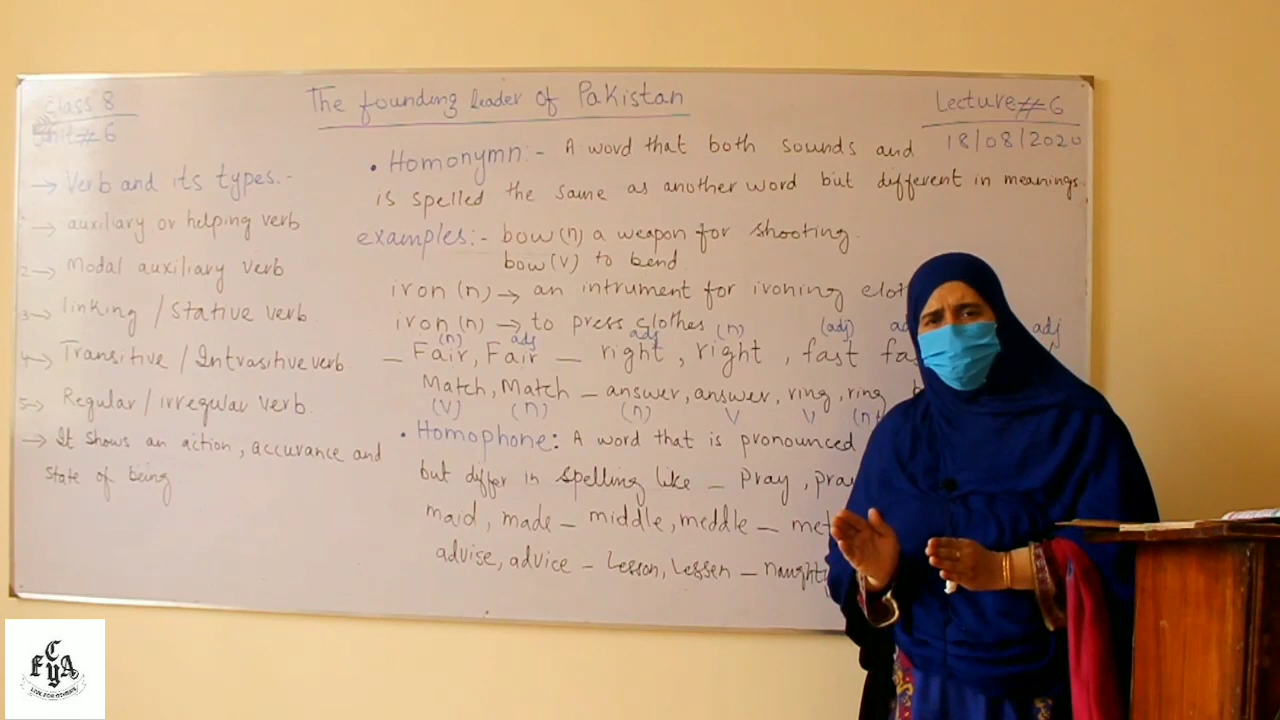 Class 8
Unit # 6
The founding leader of Pakistan
Lecture # 6
18/08/2020
→ Verb and its types.-
→ auxiliary or helping verb
2 → Modal auxiliary verb
3 → linking / Stative verb
4 → Transitive / Intrasitive verb
5 → Regular / irregular verb.
→ It shows an action, accurance and
state of being
• Homonymn:- A word that both sounds and
is spelled the same as another word but different in meanings.
examples:- bow (n) a weapon for shooting.
bow (v) to bend
iron (n) → an intrument for ironing
iron (n) → to press clothes
(n) adj adj (n) (adj) adj
– Fair, Fair – right, right, fast
Match, Match – answer, answer, ring, ring
(v) (n) (n) v v
• Homophone: A word that is pronounced
but differ in spelling like – Pray,
maid, made – middle, meddle –
advise, advice – Lesson, Lessen –
C
F Y A